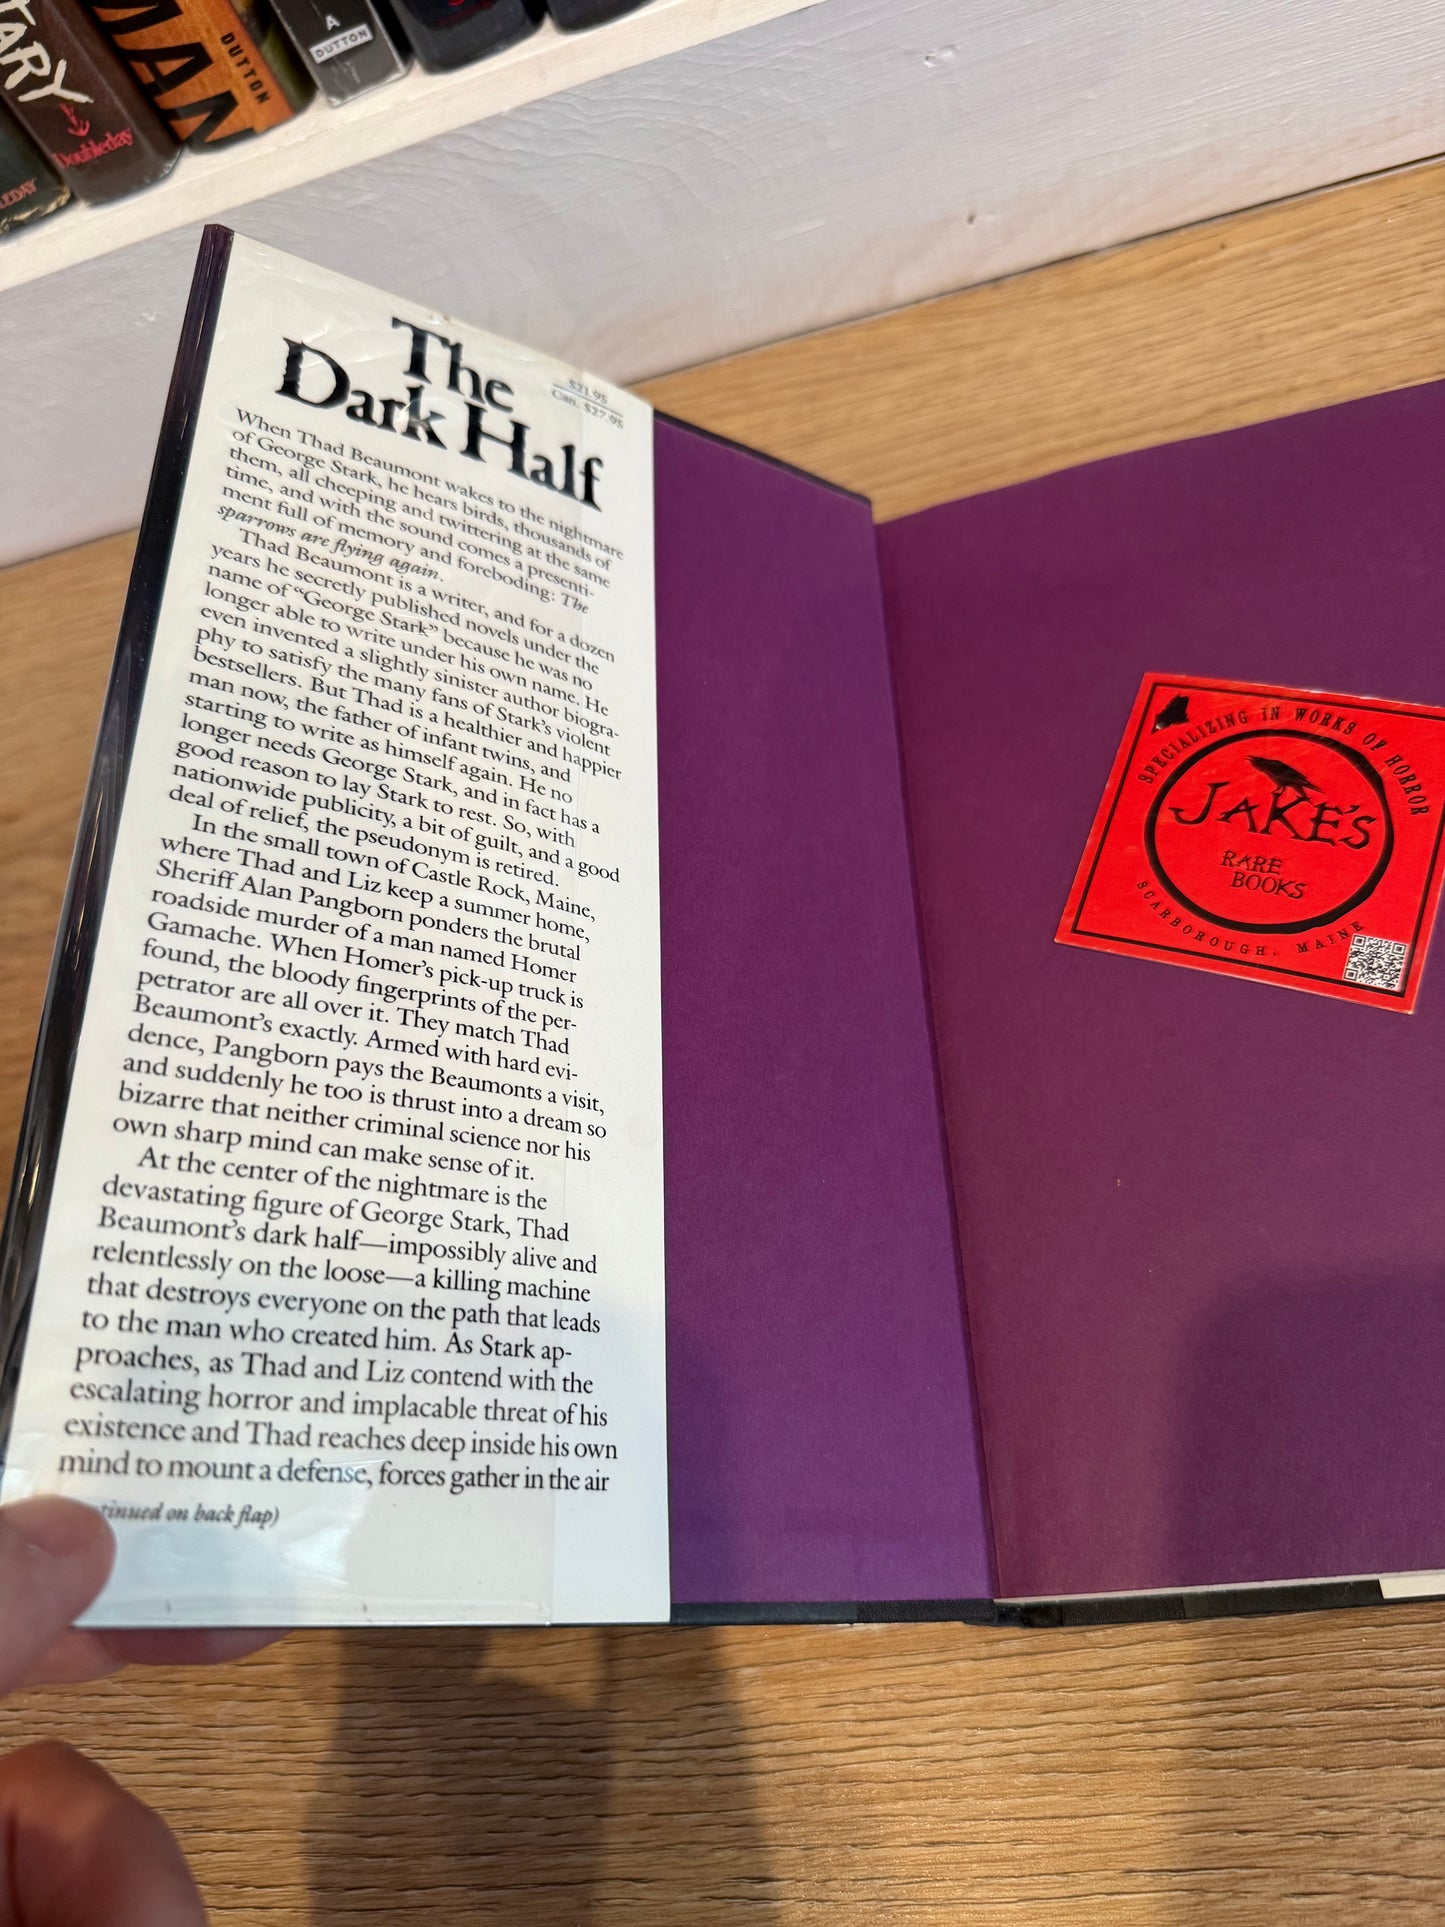 TARY
Doubleday
LEDAY
MAN
DUTTON
A
DUTTON
The
Dark Half
$21.95
Can. $27.95
When Thad Beaumont wakes to the nightmare
of George Stark, he hears birds, thousands of
them, all cheeping and twittering at the same
time, and with the sound comes a presenti-
ment full of memory and foreboding: The
sparrows are flying again.
Thad Beaumont is a writer, and for a dozen
years he secretly published novels under the
name of “George Stark” because he was no
longer able to write under his own name. He
even invented a slightly sinister author biogra-
phy to satisfy the many fans of Stark’s violent
bestsellers. But Thad is a healthier and happier
man now, the father of infant twins, and
starting to write as himself again. He no
longer needs George Stark, and in fact has a
good reason to lay Stark to rest. So, with
nationwide publicity, a bit of guilt, and a good
deal of relief, the pseudonym is retired.
In the small town of Castle Rock, Maine,
where Thad and Liz keep a summer home,
Sheriff Alan Pangborn ponders the brutal
roadside murder of a man named Homer
Gamache. When Homer’s pick-up truck is
found, the bloody fingerprints of the per-
petrator are all over it. They match Thad
Beaumont’s exactly. Armed with hard evi-
dence, Pangborn pays the Beaumonts a visit,
and suddenly he too is thrust into a dream so
bizarre that neither criminal science nor his
own sharp mind can make sense of it.
At the center of the nightmare is the
devastating figure of George Stark, Thad
Beaumont’s dark half—impossibly alive and
relentlessly on the loose—a killing machine
that destroys everyone on the path that leads
to the man who created him. As Stark ap-
proaches, as Thad and Liz contend with the
escalating horror and implacable threat of his
existence and Thad reaches deep inside his own
mind to mount a defense, forces gather in the air
tinued on back flap)
SPECIALIZING IN WORKS OF HORROR
JAKE'S
RARE
BOOKS
SCARBOROUGH, MAINE